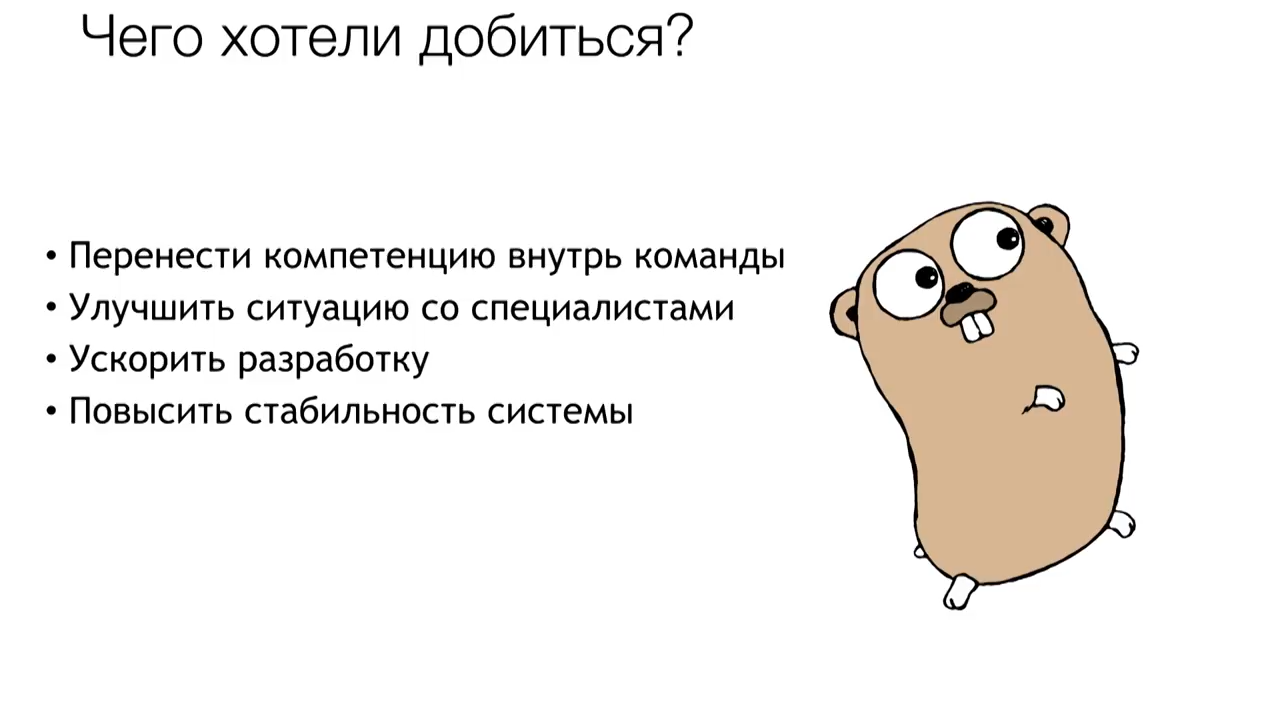 Чего хотели добиться?
• Перенести компетенцию внутрь команды
• Улучшить ситуацию со специалистами
• Ускорить разработку
• Повысить стабильность системы